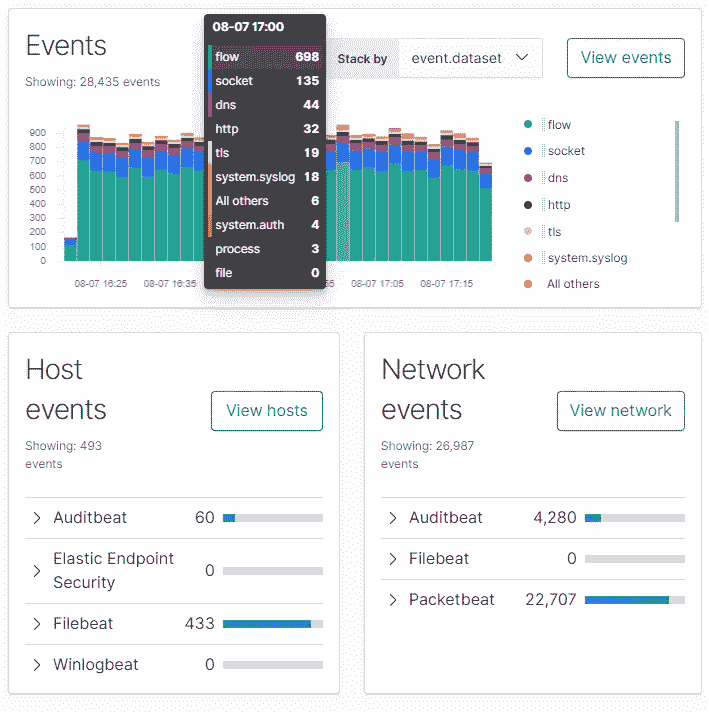 Events
Showing: 28,435 events
08-07 17:00
flow 698
socket 135
dns 44
http 32
tls 19
system.syslog 18
All others 6
system.auth 4
process 3
file 0
Stack by
event.dataset
View events
900
800
700
600
500
400
300
200
100
0
08-07 16:25
08-07 16:35
55
08-07 17:05
08-07 17:15
flow
socket
dns
http
tls
system.syslog
All others
Host
events
View hosts
Showing: 493
events
Auditbeat 60
Elastic Endpoint
Security 0
Filebeat 433
Winlogbeat 0
Network
events
View network
Showing: 26,987
events
Auditbeat 4,280
Filebeat 0
Packetbeat 22,707